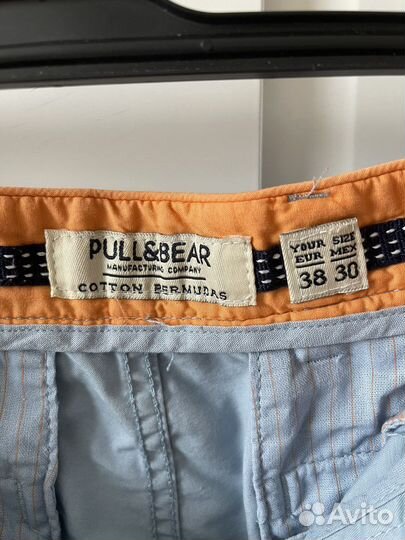 PULL&BEAR
MANUFACTURING COMPANY
COTTON BERMUDAS
YOUR SIZE
EUR MEX
38 30
Avito